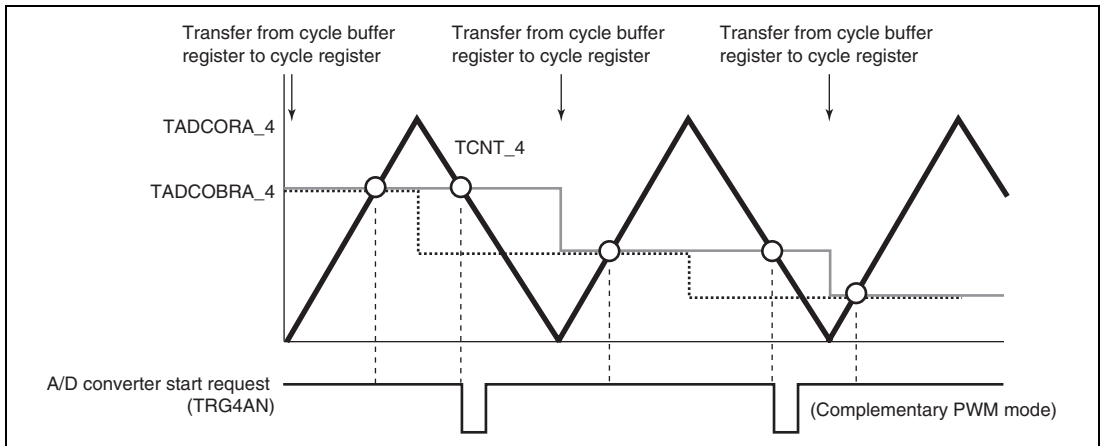 Transfer from cycle buffer
register to cycle register
Transfer from cycle buffer
register to cycle register
Transfer from cycle buffer
register to cycle register
TADCORA_4
TCNT_4
TADCOBRA_4
A/D converter start request
(TRG4AN)
(Complementary PWM mode)